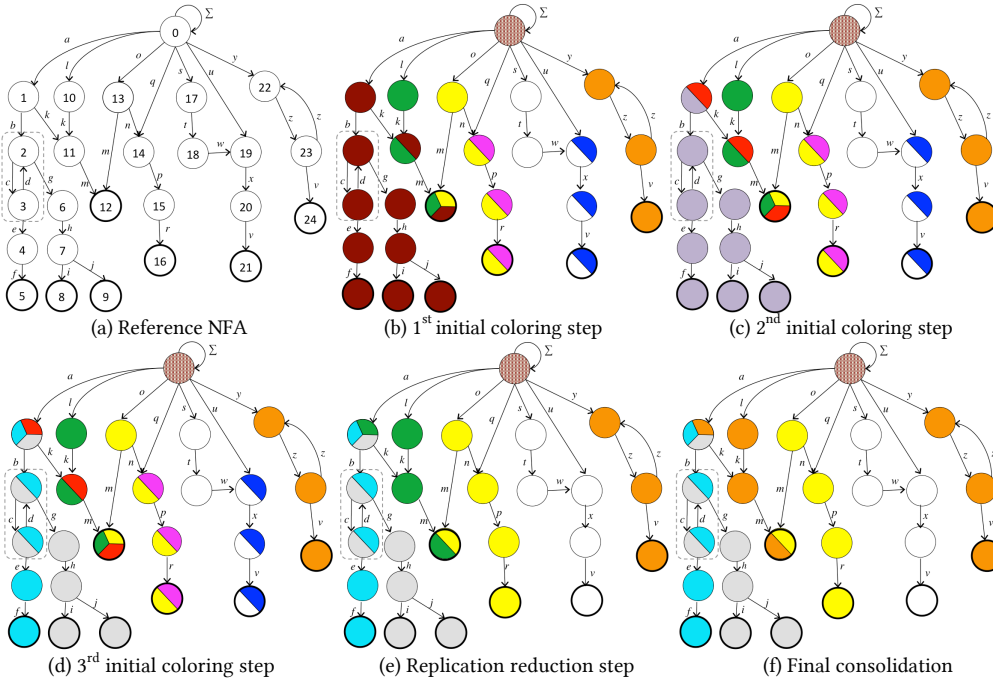 Σ
0
a l o q s u y
1 10 13 17 22
b k k n t z z
2 11 m 14 18 w 19 23
c d g m p x v
3 6 12 15 20 24
e h r v
4 7 16 21
f i j
5 8 9
(a) Reference NFA
Σ
a l o q s u y
b k k n t w z z
c d g m m p x v
e h r v
f i j
(b) 1st initial coloring step
Σ
a l o q s u y
b k k n t w z z
c d g m m p x v
e h r v
f i j
(c) 2nd initial coloring step
Σ
a l o q s u y
b k k n t w z z
c d g m m p x v
e h r v
f i j
(d) 3rd initial coloring step
Σ
a l o q s u y
b k k n t w z z
c d g m m p x v
e h r v
f i j
(e) Replication reduction step
Σ
a l o q s u y
b k k n t w z z
c d g m m p x v
e h r v
f i j
(f) Final consolidation